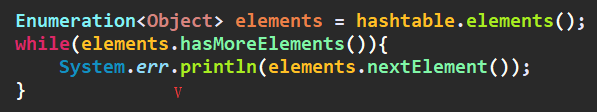 Enumeration<Object> elements = hashtable.elements();
while(elements.hasMoreElements()){
    System.err.println(elements.nextElement());
}
V